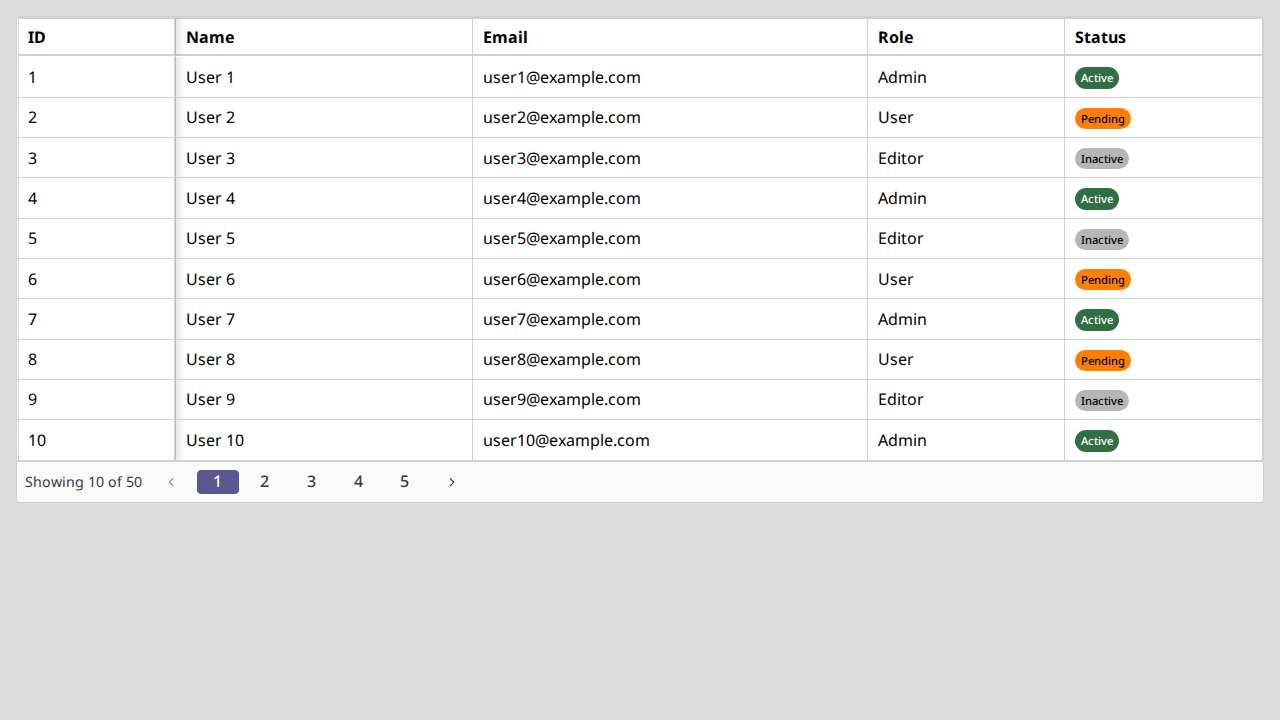 ID Name Email Role Status
1 User 1 user1@example.com Admin Active
2 User 2 user2@example.com User Pending
3 User 3 user3@example.com Editor Inactive
4 User 4 user4@example.com Admin Active
5 User 5 user5@example.com Editor Inactive
6 User 6 user6@example.com User Pending
7 User 7 user7@example.com Admin Active
8 User 8 user8@example.com User Pending
9 User 9 user9@example.com Editor Inactive
10 User 10 user10@example.com Admin Active
Showing 10 of 50 ‹ 1 2 3 4 5 ›